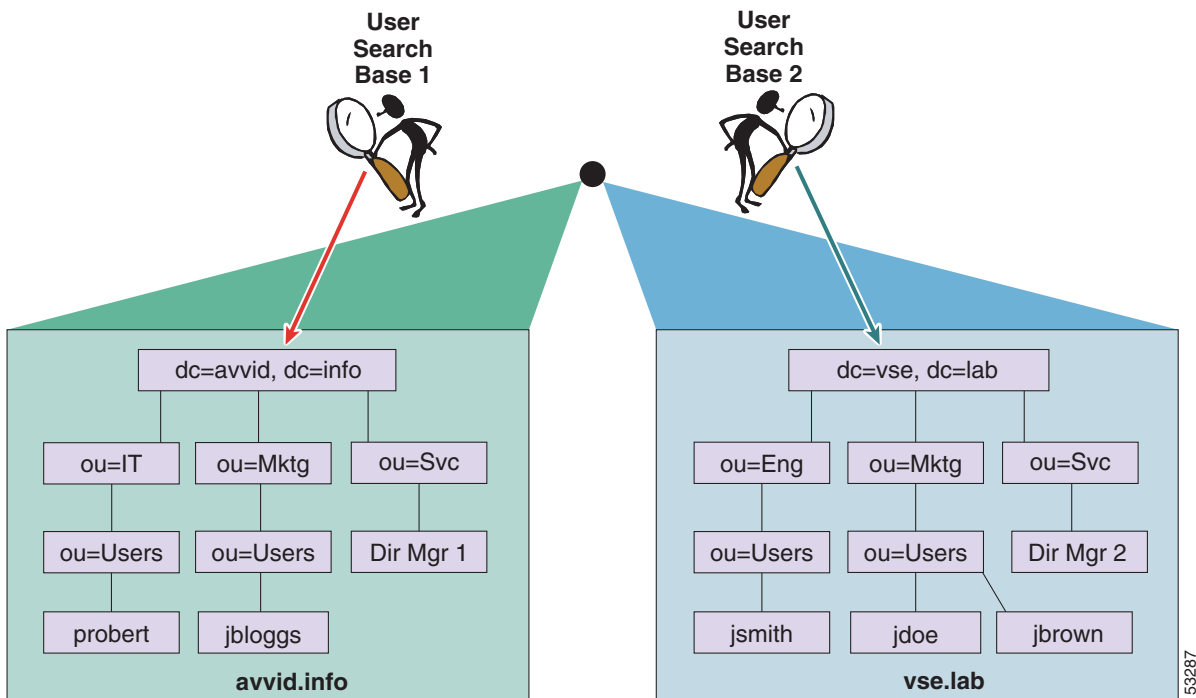 User
Search
Base 1
User
Search
Base 2
dc=avvid, dc=info
ou=IT
ou=Mktg
ou=Svc
ou=Users
ou=Users
Dir Mgr 1
probert
jbloggs
avvid.info
dc=vse, dc=lab
ou=Eng
ou=Mktg
ou=Svc
ou=Users
ou=Users
Dir Mgr 2
jsmith
jdoe
jbrown
vse.lab
53287